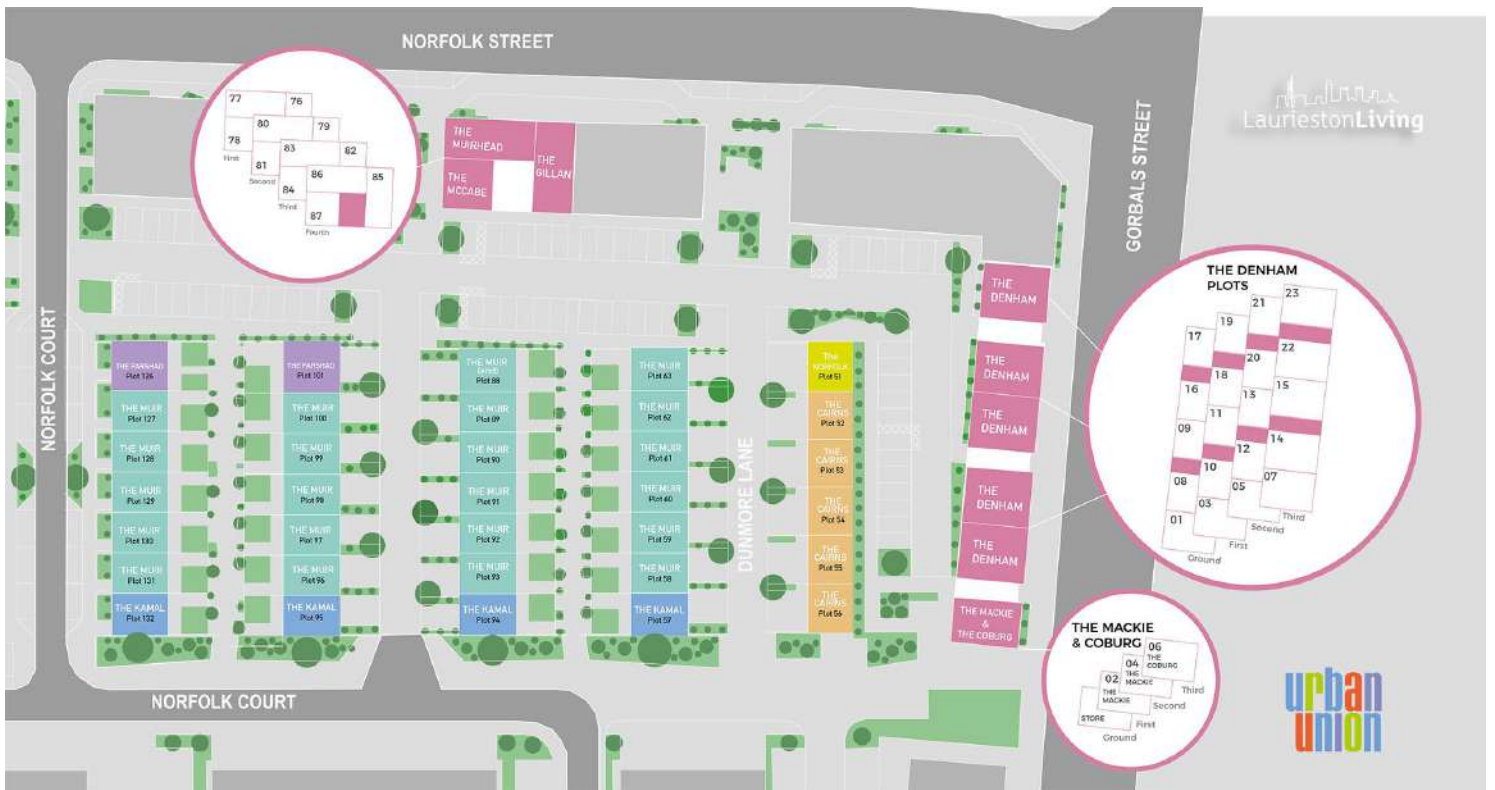 NORFOLK STREET
GORBALS STREET
NORFOLK COURT
DUNMORE LANE
NORFOLK COURT
LauriestonLiving
77
76
80
79
78
83
82
First
81
86
85
Second
84
Third
87
Fourth
THE
MUIRHEAD
THE
GILLAN
THE
MCCABE
THE
DENHAM
THE
DENHAM
THE
DENHAM
THE
DENHAM
THE
DENHAM
THE MACKIE
&
THE COBURG
THE DENHAM
PLOTS
23
21
19
17
22
20
18
16
15
13
11
09
14
12
10
08
07
05
03
01
Third
Second
First
Ground
THE MACKIE
& COBURG
06
THE
COBURG
04
THE
MACKIE
02
THE
MACKIE
STORE
Third
Second
First
Ground
THE FARSHAD
Plot 126
THE MUIR
Plot 127
THE MUIR
Plot 128
THE MUIR
Plot 129
THE MUIR
Plot 130
THE MUIR
Plot 131
THE KAMAL
Plot 132
THE FARSHAD
Plot 101
THE MUIR
Plot 100
THE MUIR
Plot 99
THE MUIR
Plot 98
THE MUIR
Plot 97
THE MUIR
Plot 96
THE KAMAL
Plot 95
THE MUIR
Plot 88
THE MUIR
Plot 89
THE MUIR
Plot 90
THE MUIR
Plot 91
THE MUIR
Plot 92
THE MUIR
Plot 93
THE KAMAL
Plot 94
THE MUIR
Plot 63
THE MUIR
Plot 62
THE MUIR
Plot 61
THE MUIR
Plot 60
THE MUIR
Plot 59
THE MUIR
Plot 58
THE KAMAL
Plot 57
The
NORFOLK
Plot 51
THE
CAIRNS
Plot 52
THE
CAIRNS
Plot 53
THE
CAIRNS
Plot 54
THE
CAIRNS
Plot 55
THE
CAIRNS
Plot 56
urban
union